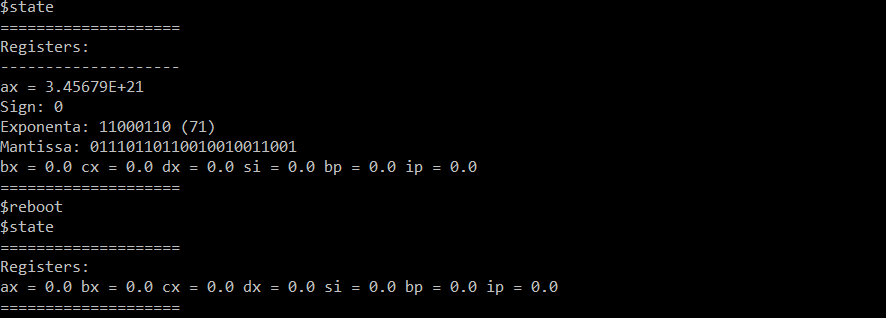 $state
====================
Registers:
--------------------
ax = 3.45679E+21
Sign: 0
Exponenta: 11000110 (71)
Mantissa: 01110110110010010011001
bx = 0.0 cx = 0.0 dx = 0.0 si = 0.0 bp = 0.0 ip = 0.0
====================
$reboot
$state
====================
Registers:
ax = 0.0 bx = 0.0 cx = 0.0 dx = 0.0 si = 0.0 bp = 0.0 ip = 0.0
====================